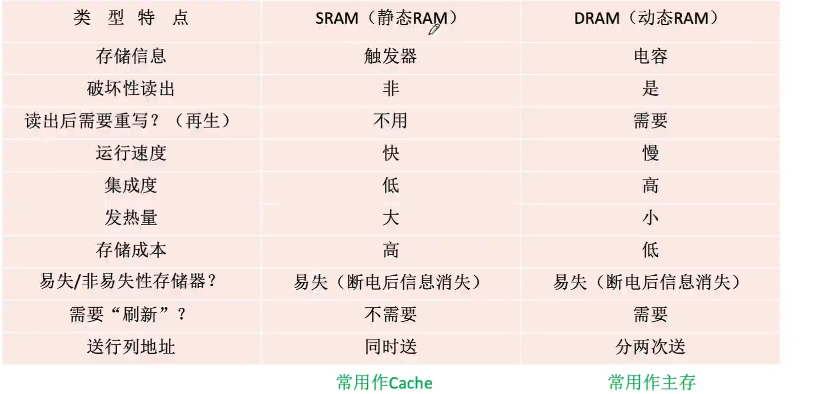 类 型 特 点 SRAM（静态RAM） DRAM（动态RAM）
存储信息 触发器 电容
破坏性读出 非 是
读出后需要重写？（再生） 不用 需要
运行速度 快 慢
集成度 低 高
发热量 大 小
存储成本 高 低
易失/非易失性存储器？ 易失（断电后信息消失） 易失（断电后信息消失）
需要“刷新”？ 不需要 需要
送行列地址 同时送 分两次送
常用作Cache 常用作主存